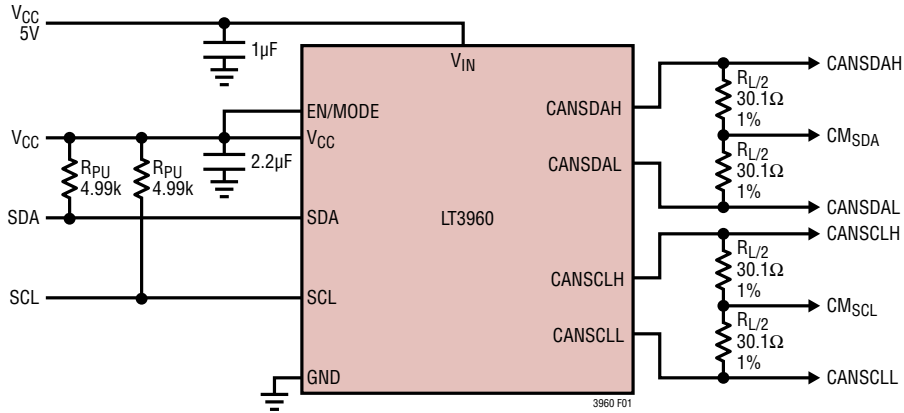 VCC
5V
1µF
VIN
EN/MODE
VCC
VCC
2.2µF
RPU
4.99k
RPU
4.99k
SDA
SDA
SCL
SCL
GND
LT3960
CANSDAH
CANSDAL
CANSCLH
CANSCLL
RL/2
30.1Ω
1%
RL/2
30.1Ω
1%
RL/2
30.1Ω
1%
RL/2
30.1Ω
1%
CANSDAH
CMSDA
CANSDAL
CANSCLH
CMSCL
CANSCLL
3960 F01